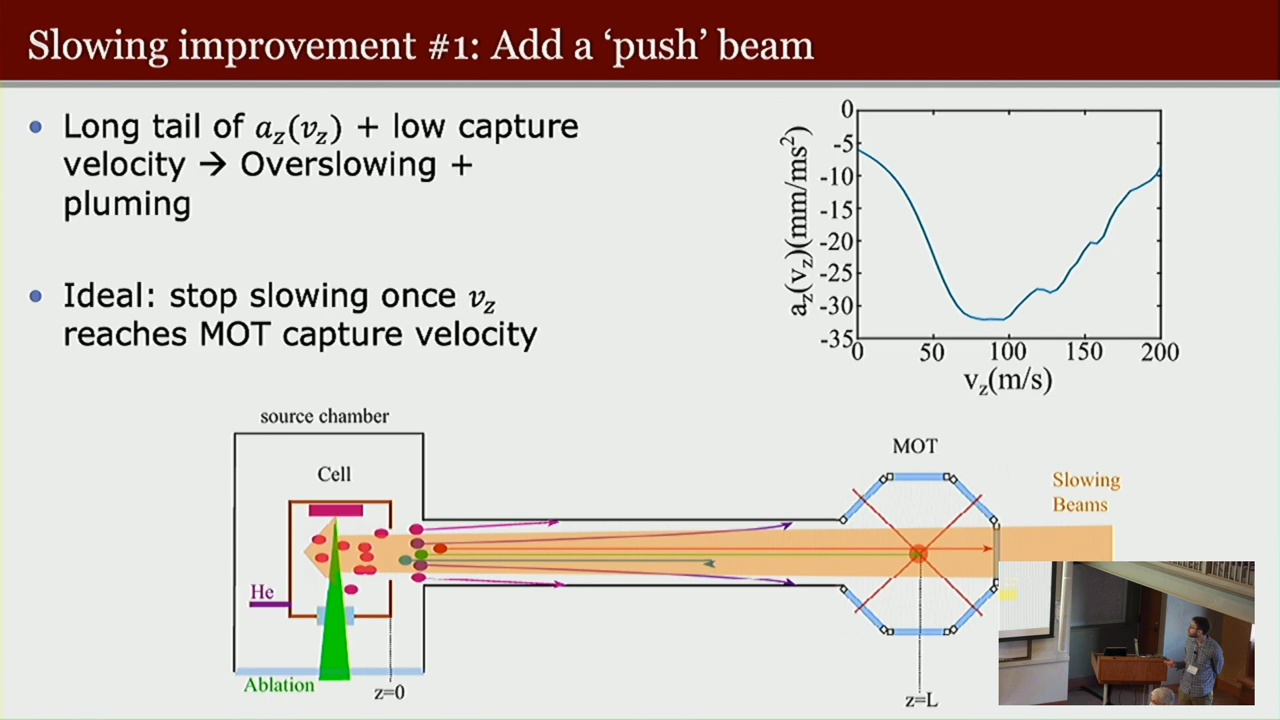 Slowing improvement #1: Add a ‘push’ beam
• Long tail of a_z(v_z) + low capture
velocity → Overslowing +
pluming
• Ideal: stop slowing once v_z
reaches MOT capture velocity
a_z(v_z)(mm/ms²)
0
-5
-10
-15
-20
-25
-30
-35
0 50 100 150 200
v_z(m/s)
source chamber
Cell
He
Ablation
z=0
MOT
z=L
Slowing
Beams